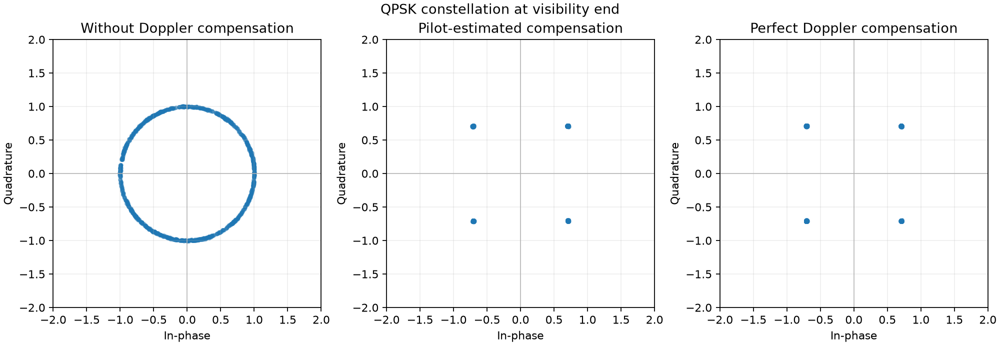 QPSK constellation at visibility end
Without Doppler compensation
2.0
1.5
1.0
0.5
0.0
−0.5
−1.0
−1.5
−2.0
Quadrature
−2.0 −1.5 −1.0 −0.5 0.0 0.5 1.0 1.5 2.0
In-phase
Pilot-estimated compensation
2.0
1.5
1.0
0.5
0.0
−0.5
−1.0
−1.5
−2.0
Quadrature
−2.0 −1.5 −1.0 −0.5 0.0 0.5 1.0 1.5 2.0
In-phase
Perfect Doppler compensation
2.0
1.5
1.0
0.5
0.0
−0.5
−1.0
−1.5
−2.0
Quadrature
−2.0 −1.5 −1.0 −0.5 0.0 0.5 1.0 1.5 2.0
In-phase